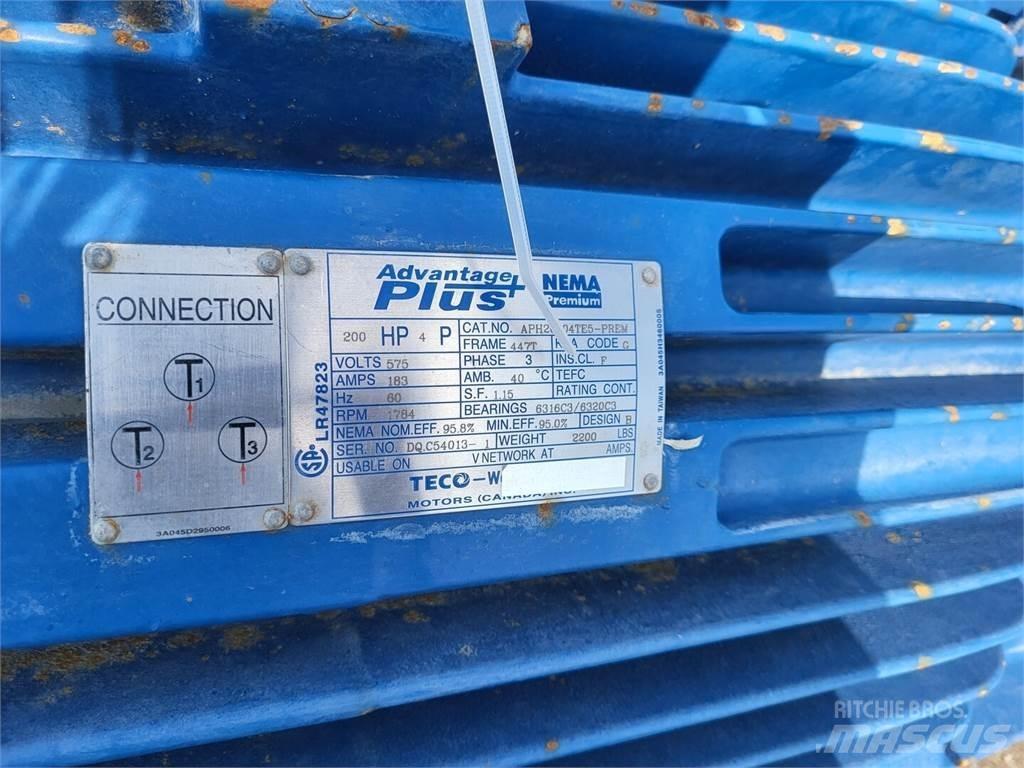 CONNECTION
T1
T2
T3
3A045D2950006
Advantage
Plus+
NEMA
Premium
200 HP 4 P
CAT.NO.
FRAME 447T CODE G
VOLTS 575
PHASE 3 INS.CL. F
AMPS 183
AMB. 40 °C TEFC
Hz 60
S.F. 1.15 RATING CONT.
RPM 1784
BEARINGS 6316C3/6320C3
NEMA NOM.EFF. 95.8% MIN.EFF. 95.0% DESIGN B
SER. NO. DQ.C54013- 1 WEIGHT 2200 LBS
USABLE ON V NETWORK AT AMPS.
TECO-W
MOTORS (CANADA) INC.
LR47823
MADE IN TAIWAN 3A045H3480006
RITCHIE BROS.
MASCUS